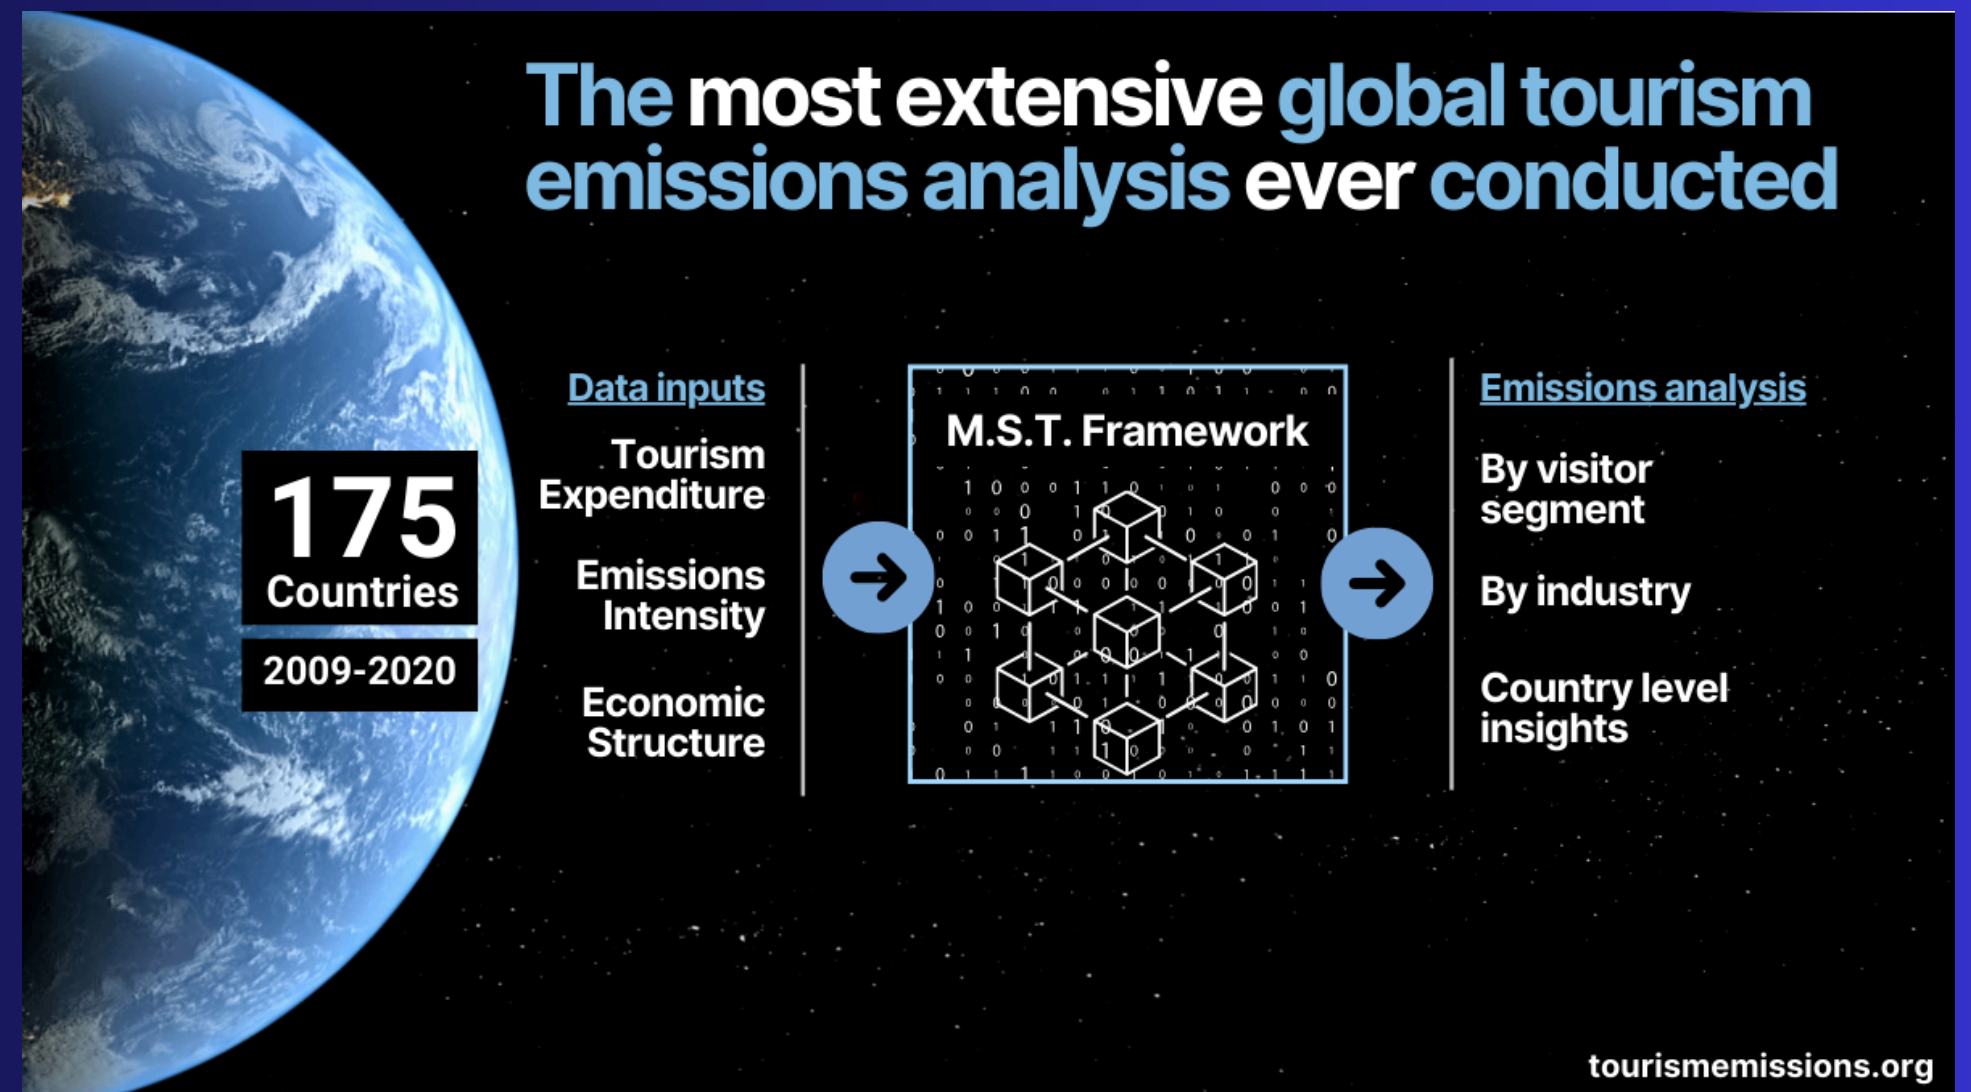 The most extensive global tourism
emissions analysis ever conducted
175
Countries
2009-2020
Data inputs
Tourism
Expenditure
Emissions
Intensity
Economic
Structure
M.S.T. Framework
Emissions analysis
By visitor
segment
By industry
Country level
insights
tourismemissions.org